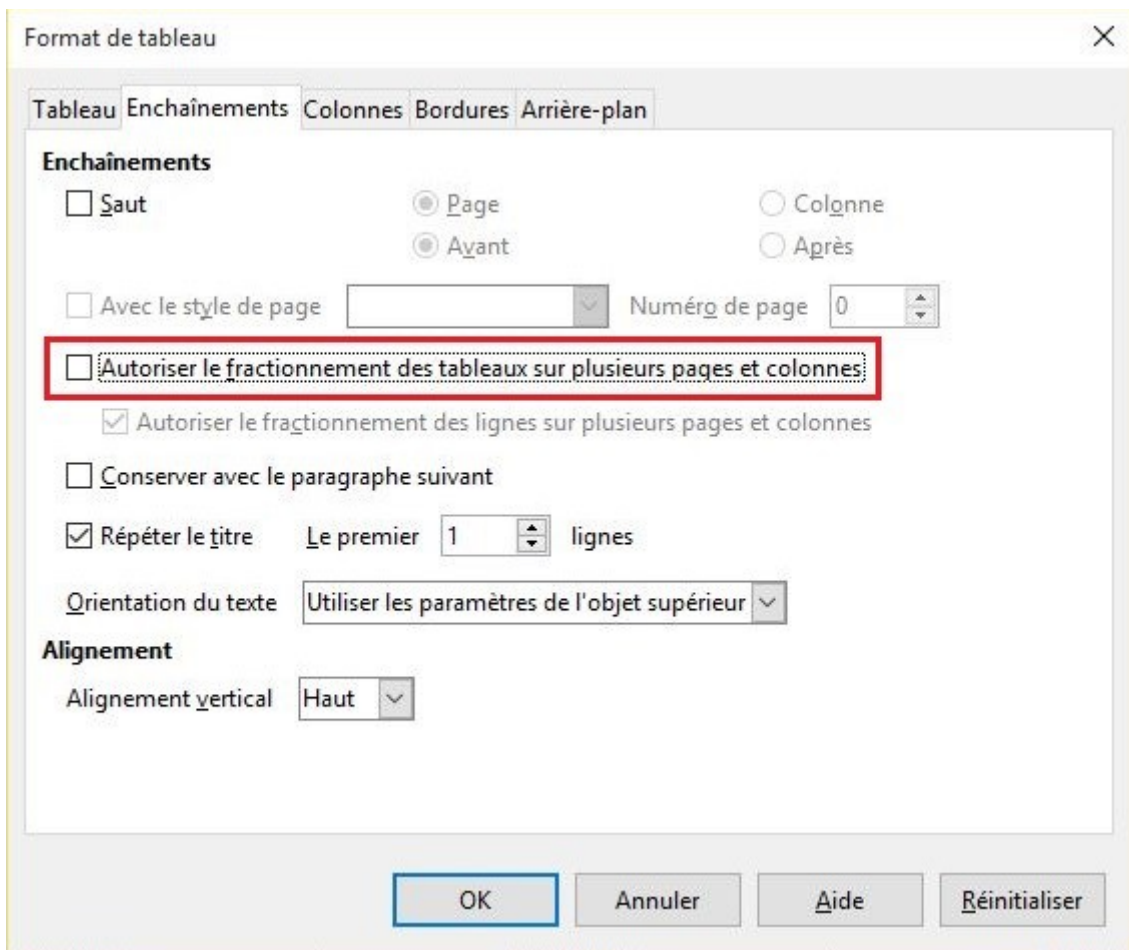 Format de tableau
Tableau Enchaînements Colonnes Bordures Arrière-plan
Enchaînements
Saut Page Colonne
Avant Après
Avec le style de page Numéro de page 0
Autoriser le fractionnement des tableaux sur plusieurs pages et colonnes
Autoriser le fractionnement des lignes sur plusieurs pages et colonnes
Conserver avec le paragraphe suivant
Répéter le titre Le premier 1 lignes
Orientation du texte Utiliser les paramètres de l'objet supérieur
Alignement
Alignement vertical Haut
OK Annuler Aide Réinitialiser